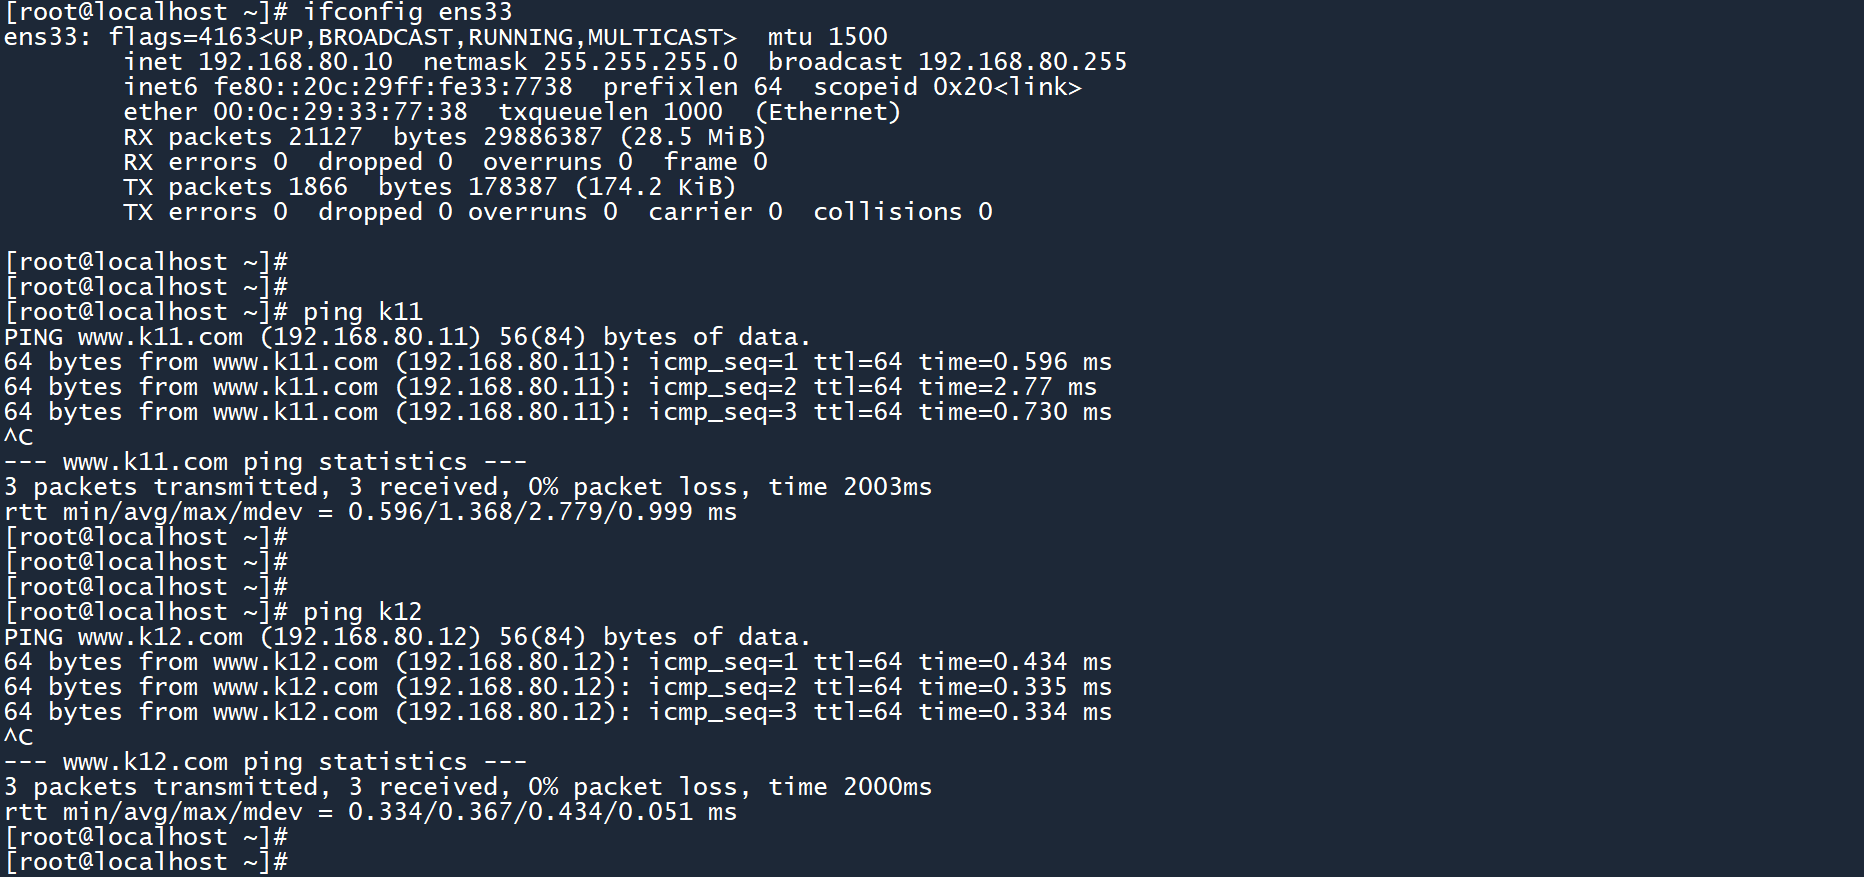 [root@localhost ~]# ifconfig ens33
ens33: flags=4163<UP,BROADCAST,RUNNING,MULTICAST>  mtu 1500
        inet 192.168.80.10  netmask 255.255.255.0  broadcast 192.168.80.255
        inet6 fe80::20c:29ff:fe33:7738  prefixlen 64  scopeid 0x20<link>
        ether 00:0c:29:33:77:38  txqueuelen 1000  (Ethernet)
        RX packets 21127  bytes 29886387 (28.5 MiB)
        RX errors 0  dropped 0  overruns 0  frame 0
        TX packets 1866  bytes 178387 (174.2 KiB)
        TX errors 0  dropped 0 overruns 0  carrier 0  collisions 0

[root@localhost ~]#
[root@localhost ~]#
[root@localhost ~]# ping k11
PING www.k11.com (192.168.80.11) 56(84) bytes of data.
64 bytes from www.k11.com (192.168.80.11): icmp_seq=1 ttl=64 time=0.596 ms
64 bytes from www.k11.com (192.168.80.11): icmp_seq=2 ttl=64 time=2.77 ms
64 bytes from www.k11.com (192.168.80.11): icmp_seq=3 ttl=64 time=0.730 ms
^C
--- www.k11.com ping statistics ---
3 packets transmitted, 3 received, 0% packet loss, time 2003ms
rtt min/avg/max/mdev = 0.596/1.368/2.779/0.999 ms
[root@localhost ~]#
[root@localhost ~]#
[root@localhost ~]#
[root@localhost ~]# ping k12
PING www.k12.com (192.168.80.12) 56(84) bytes of data.
64 bytes from www.k12.com (192.168.80.12): icmp_seq=1 ttl=64 time=0.434 ms
64 bytes from www.k12.com (192.168.80.12): icmp_seq=2 ttl=64 time=0.335 ms
64 bytes from www.k12.com (192.168.80.12): icmp_seq=3 ttl=64 time=0.334 ms
^C
--- www.k12.com ping statistics ---
3 packets transmitted, 3 received, 0% packet loss, time 2000ms
rtt min/avg/max/mdev = 0.334/0.367/0.434/0.051 ms
[root@localhost ~]#
[root@localhost ~]#